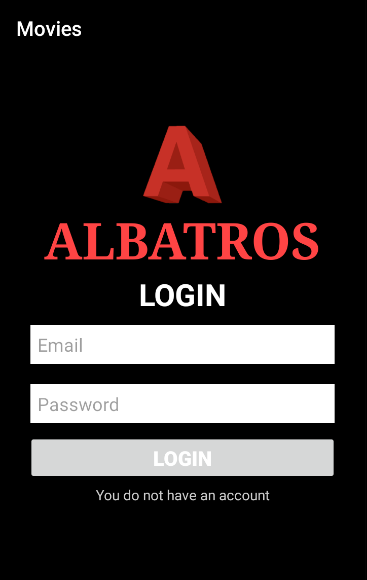 Movies
A
ALBATROS
LOGIN
Email
Password
LOGIN
You do not have an account